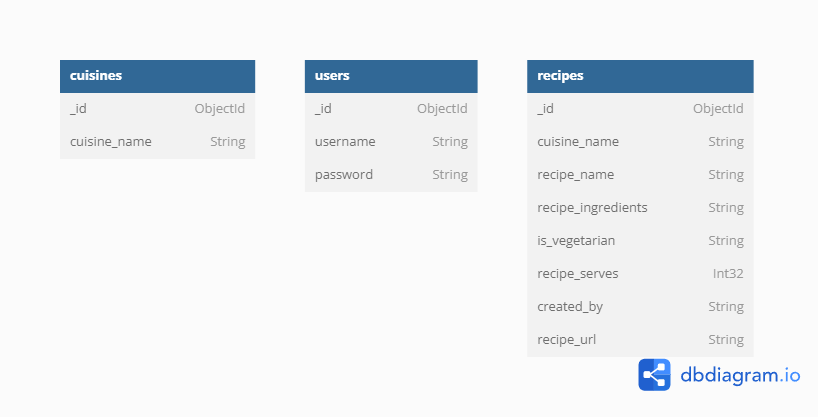 cuisines
_id ObjectId
cuisine_name String
users
_id ObjectId
username String
password String
recipes
_id ObjectId
cuisine_name String
recipe_name String
recipe_ingredients String
is_vegetarian String
recipe_serves Int32
created_by String
recipe_url String
dbdiagram.io